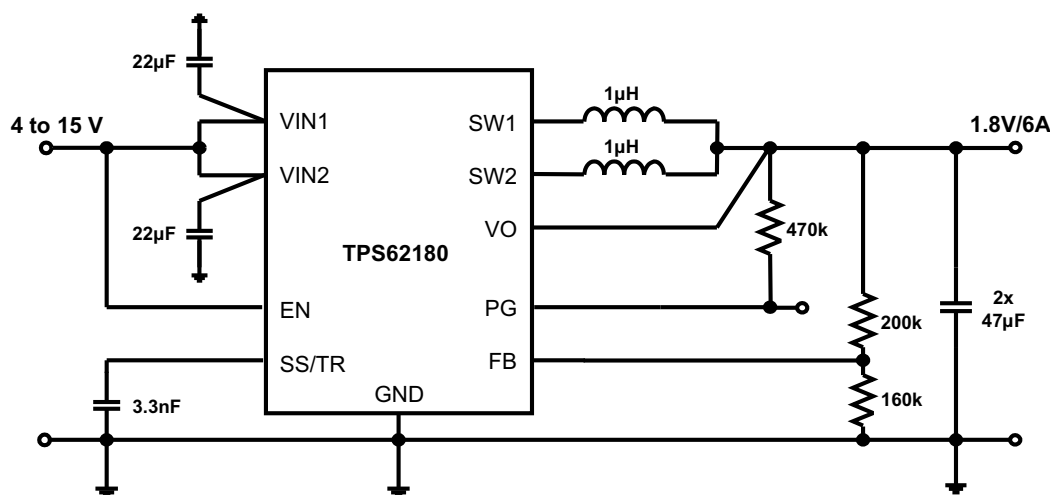 22µF
1µH
4 to 15 V
VIN1
SW1
1.8V/6A
1µH
VIN2
SW2
22µF
VO
470k
TPS62180
EN
PG
2x
47µF
200k
SS/TR
FB
3.3nF
GND
160k